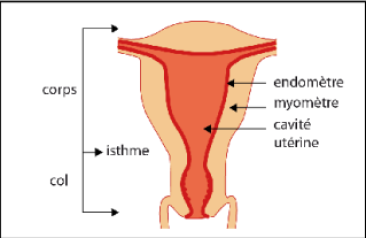 corps
isthme
col
endomètre
myomètre
cavité
utérine